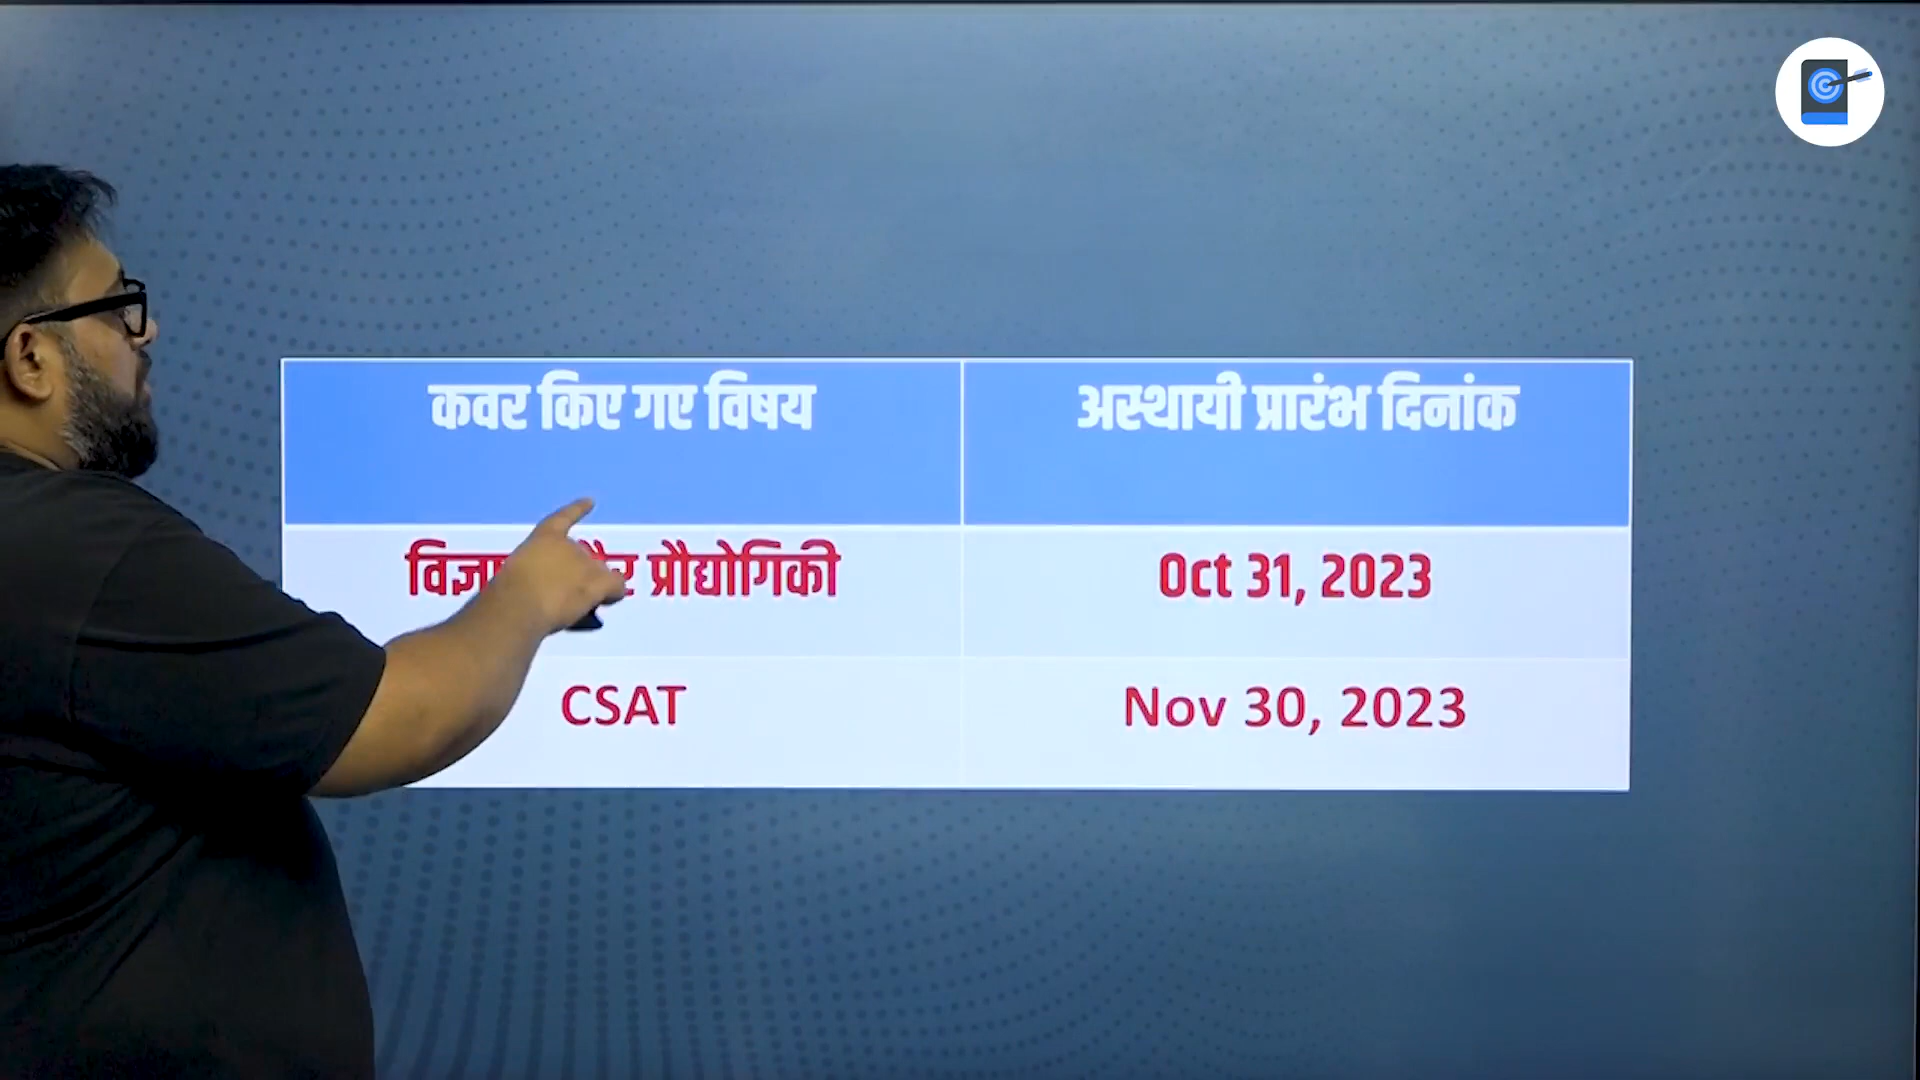 कवर किए गए विषय
अस्थायी प्रारंभ दिनांक
प्रौद्योगिकी
Oct 31, 2023
CSAT
Nov 30, 2023